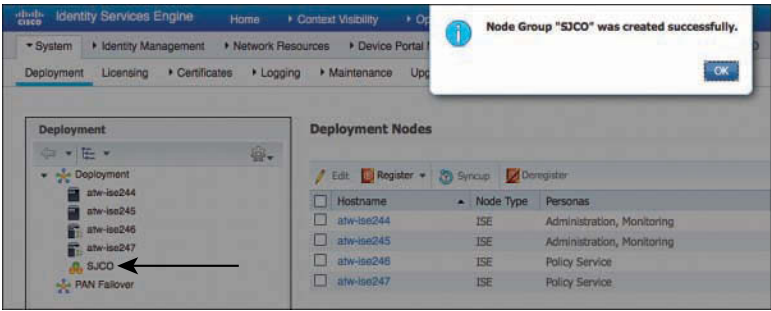 cisco Identity Services Engine Home Context Visibility
Node Group "SJCO" was created successfully.
OK
System Identity Management Network Resources Device Portal
Deployment Licensing Certificates Logging Maintenance
Deployment
Deployment
atw-ise244
atw-ise245
atw-ise246
atw-ise247
SJCO
PAN Failover
Deployment Nodes
Edit Register Syncup Deregister
Hostname Node Type Personas
atw-ise244 ISE Administration, Monitoring
atw-ise245 ISE Administration, Monitoring
atw-ise246 ISE Policy Service
atw-ise247 ISE Policy Service